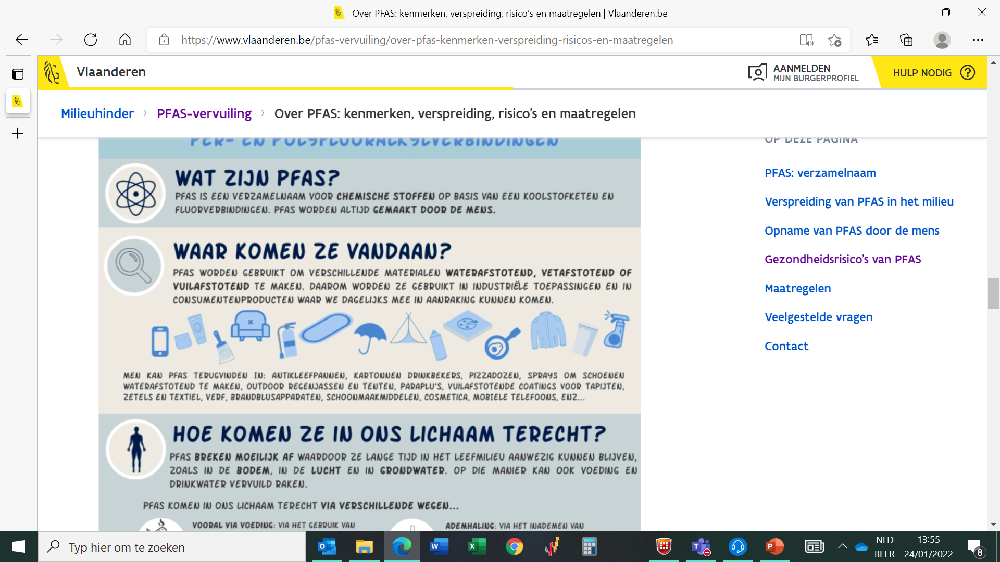 Over PFAS: kenmerken, verspreiding, risico's en maatregelen | Vlaanderen.be
https://www.vlaanderen.be/pfas-vervuiling/over-pfas-kenmerken-verspreiding-risicos-en-maatregelen
Vlaanderen
AANMELDEN
MIJN BURGERPROFIEL
HULP NODIG ?
Milieuhinder > PFAS-vervuiling > Over PFAS: kenmerken, verspreiding, risico's en maatregelen
PER- EN POLYFLUORALKYLVERBINDINGEN
WAT ZIJN PFAS?
PFAS IS EEN VERZAMELNAAM VOOR CHEMISCHE STOFFEN OP BASIS VAN EEN KOOLSTOFKETEN EN
FLUORVERBINDINGEN. PFAS WORDEN ALTIJD GEMAAKT DOOR DE MENS.
WAAR KOMEN ZE VANDAAN?
PFAS WORDEN GEBRUIKT OM VERSCHILLENDE MATERIALEN WATERAFSTOTEND, VETAFSTOTEND OF
VUILAFSTOTEND TE MAKEN. DAAROM WORDEN ZE GEBRUIKT IN INDUSTRIËLE TOEPASSINGEN EN IN
CONSUMENTENPRODUCTEN WAAR WE DAGELIJKS MEE IN AANRAKING KUNNEN KOMEN.
MEN KAN PFAS TERUGVINDEN IN: ANTIKLEEFPANNEN, KARTONNEN DRINKBEKERS, PIZZADOZEN, SPRAYS OM SCHOENEN
WATERAFSTOTEND TE MAKEN, OUTDOOR REGENJASSEN EN TENTEN, PARAPLU'S, VUILAFSTOTENDE COATINGS VOOR TAPIJTEN,
ZETELS EN TEXTIEL, VERF, BRANDBLUSAPPARATEN, SCHOONMAAKMIDDELEN, COSMETICA, MOBIELE TELEFOONS, ENZ...
HOE KOMEN ZE IN ONS LICHAAM TERECHT?
PFAS BREKEN MOEILIJK AF WAARDOOR ZE LANGE TIJD IN HET LEEFMILIEU AANWEZIG KUNNEN BLIJVEN,
ZOALS IN DE BODEM, IN DE LUCHT EN IN GRONDWATER. OP DIE MANIER KAN OOK VOEDING EN
DRINKWATER VERVUILD RAKEN.
PFAS KOMEN IN ONS LICHAAM TERECHT VIA VERSCHILLENDE WEGEN...
VOORAL VIA VOEDING: VIA HET GEBRUIK VAN
ADEMHALING: VIA HET INADEMEN VAN
OP DEZE PAGINA
PFAS: verzamelnaam
Verspreiding van PFAS in het milieu
Opname van PFAS door de mens
Gezondheidsrisico's van PFAS
Maatregelen
Veelgestelde vragen
Contact
Typ hier om te zoeken
NLD
BEFR
13:55
24/01/2022
8